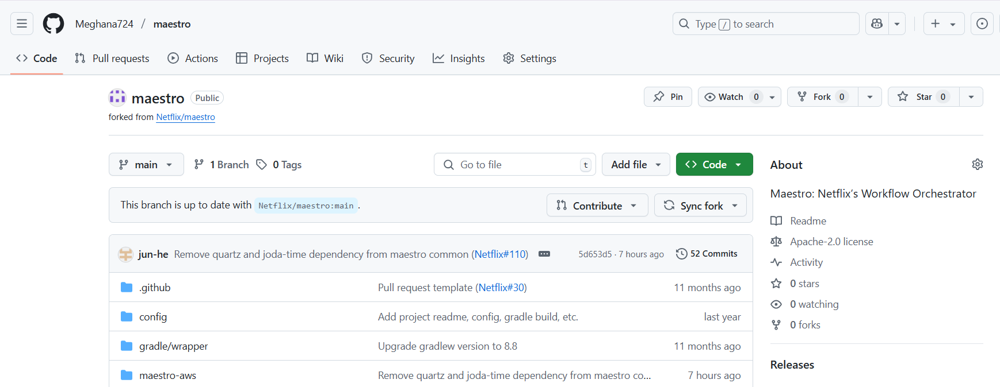 Meghana724 / maestro
Type / to search
Code Pull requests Actions Projects Wiki Security Insights Settings
maestro Public
Pin Watch 0 Fork 0 Star 0
forked from Netflix/maestro
main 1 Branch 0 Tags Go to file t Add file Code
About
This branch is up to date with Netflix/maestro:main. Contribute Sync fork
Maestro: Netflix’s Workflow Orchestrator
Readme
Apache-2.0 license
Activity
0 stars
0 watching
0 forks
Releases
jun-he Remove quartz and joda-time dependency from maestro common (Netflix#110) 5d653d5 · 7 hours ago 52 Commits
.github Pull request template (Netflix#30) 11 months ago
config Add project readme, config, gradle build, etc. last year
gradle/wrapper Upgrade gradlew version to 8.8 11 months ago
maestro-aws Remove quartz and joda-time dependency from maestro co... 7 hours ago